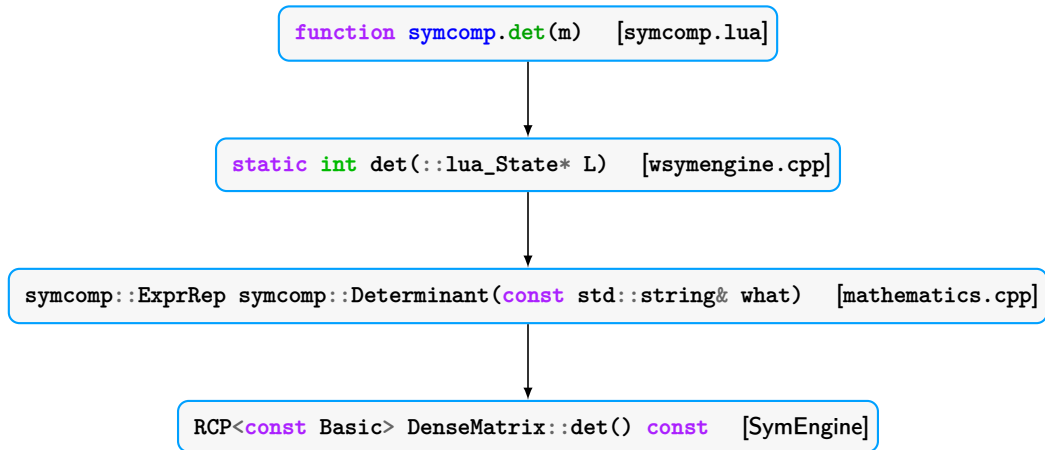 function symcomp.det(m) [symcomp.lua]
static int det(::lua_State* L) [wsymengine.cpp]
symcomp::ExprRep symcomp::Determinant(const std::string& what) [mathematics.cpp]
RCP<const Basic> DenseMatrix::det() const [SymEngine]